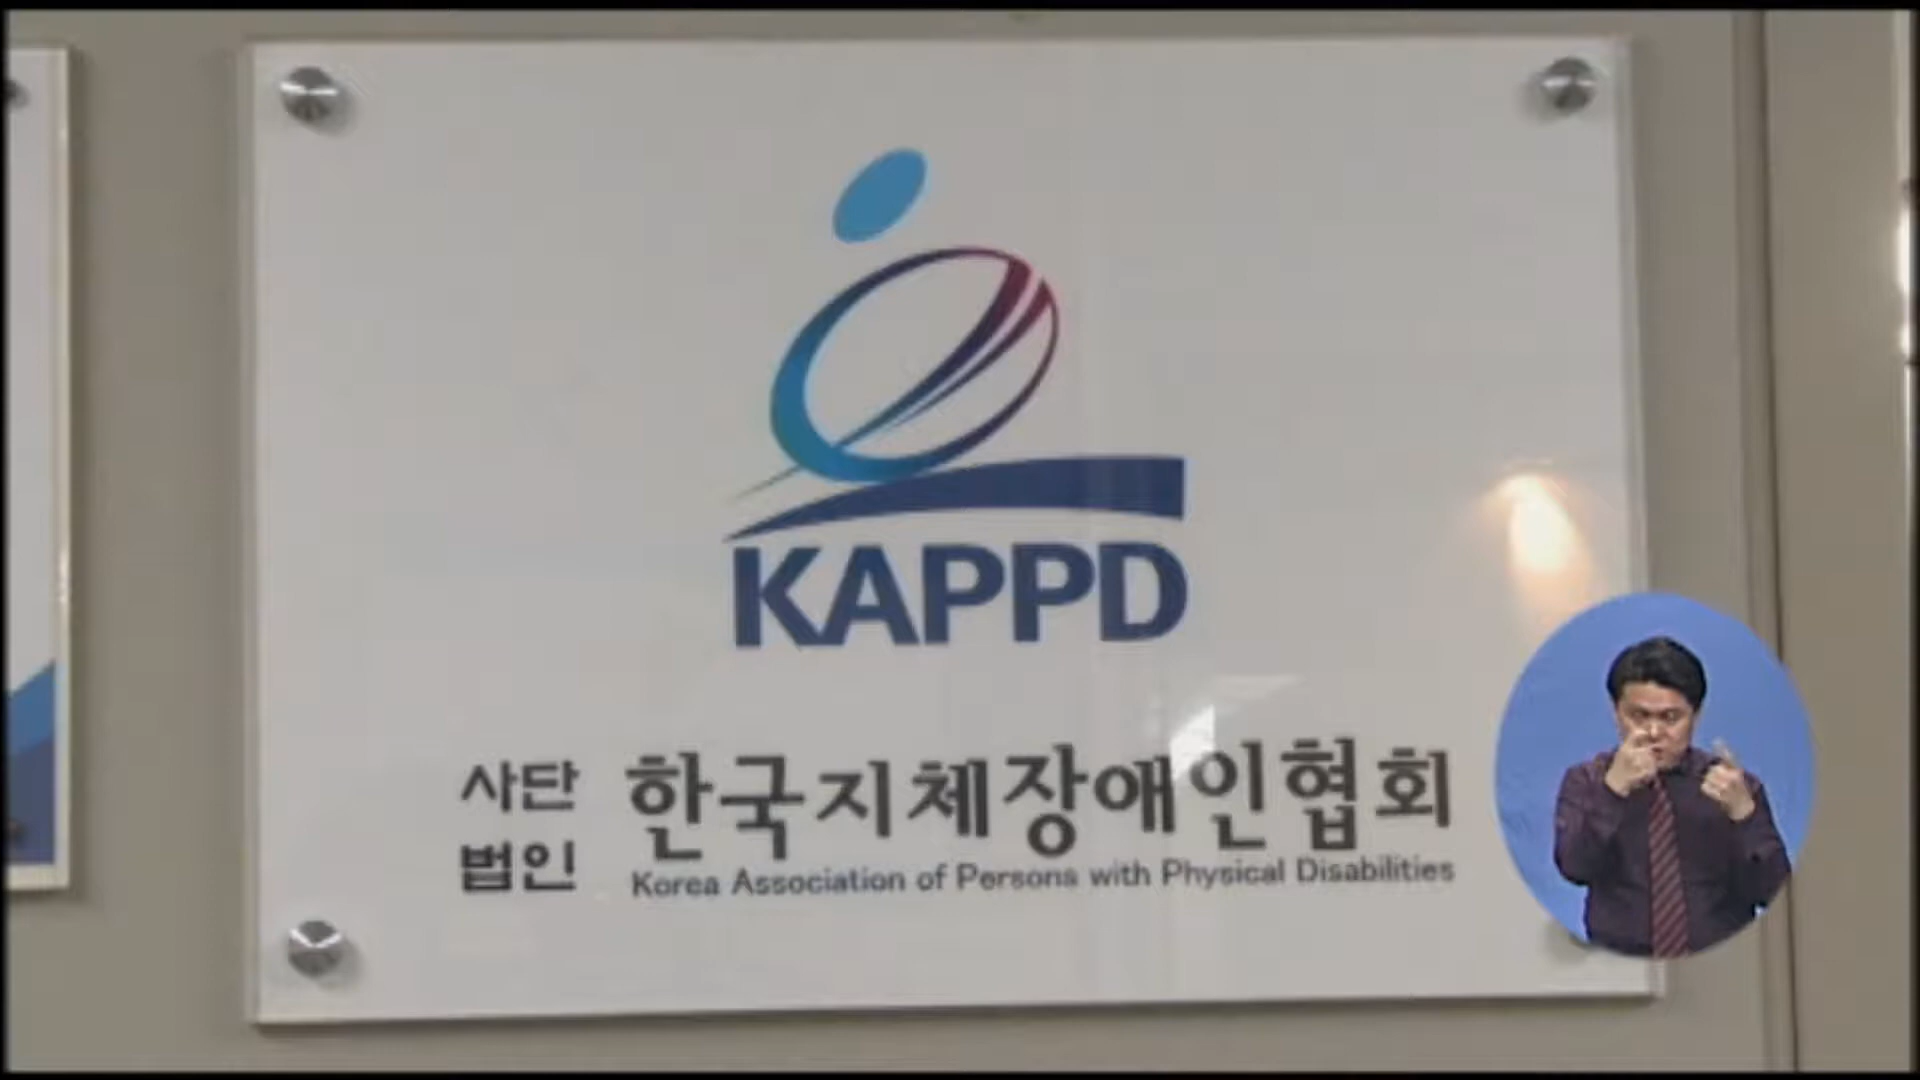 KAPPD
사단
법인
한국지체장애인협회
Korea Association of Persons with Physical Disabilities